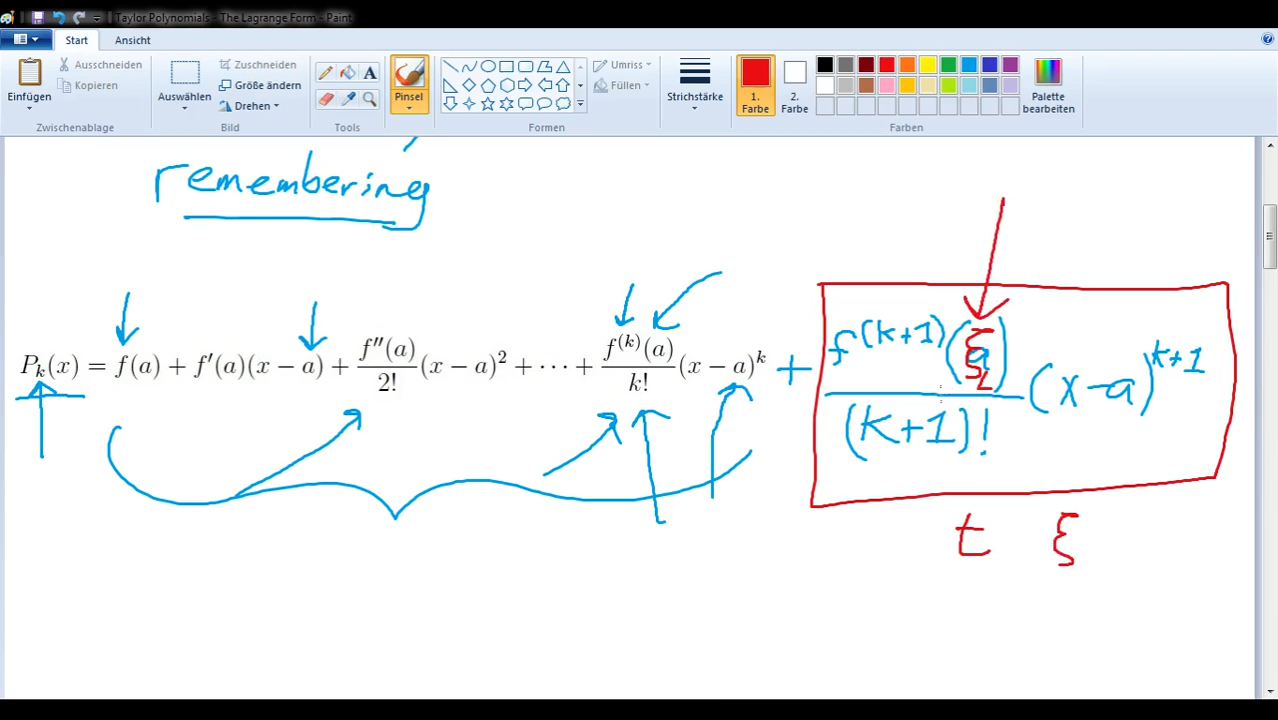 Taylor Polynomials - The Lagrange Form - Paint
Start Ansicht
Einfügen
Ausschneiden
Kopieren
Zwischenablage
Auswählen
Zuschneiden
Größe ändern
Drehen
Bild
A
Tools
Pinsel
Umriss
Füllen
Formen
Strichstärke
1. Farbe
2. Farbe
Palette bearbeiten
Farben
remembering
P_k(x) = f(a) + f′(a)(x − a) + f″(a)/2! (x − a)² + ⋯ + f^(k)(a)/k! (x − a)^k + f^(k+1)(ξ)/(k+1)! (x−a)^(k+1)
t ξ